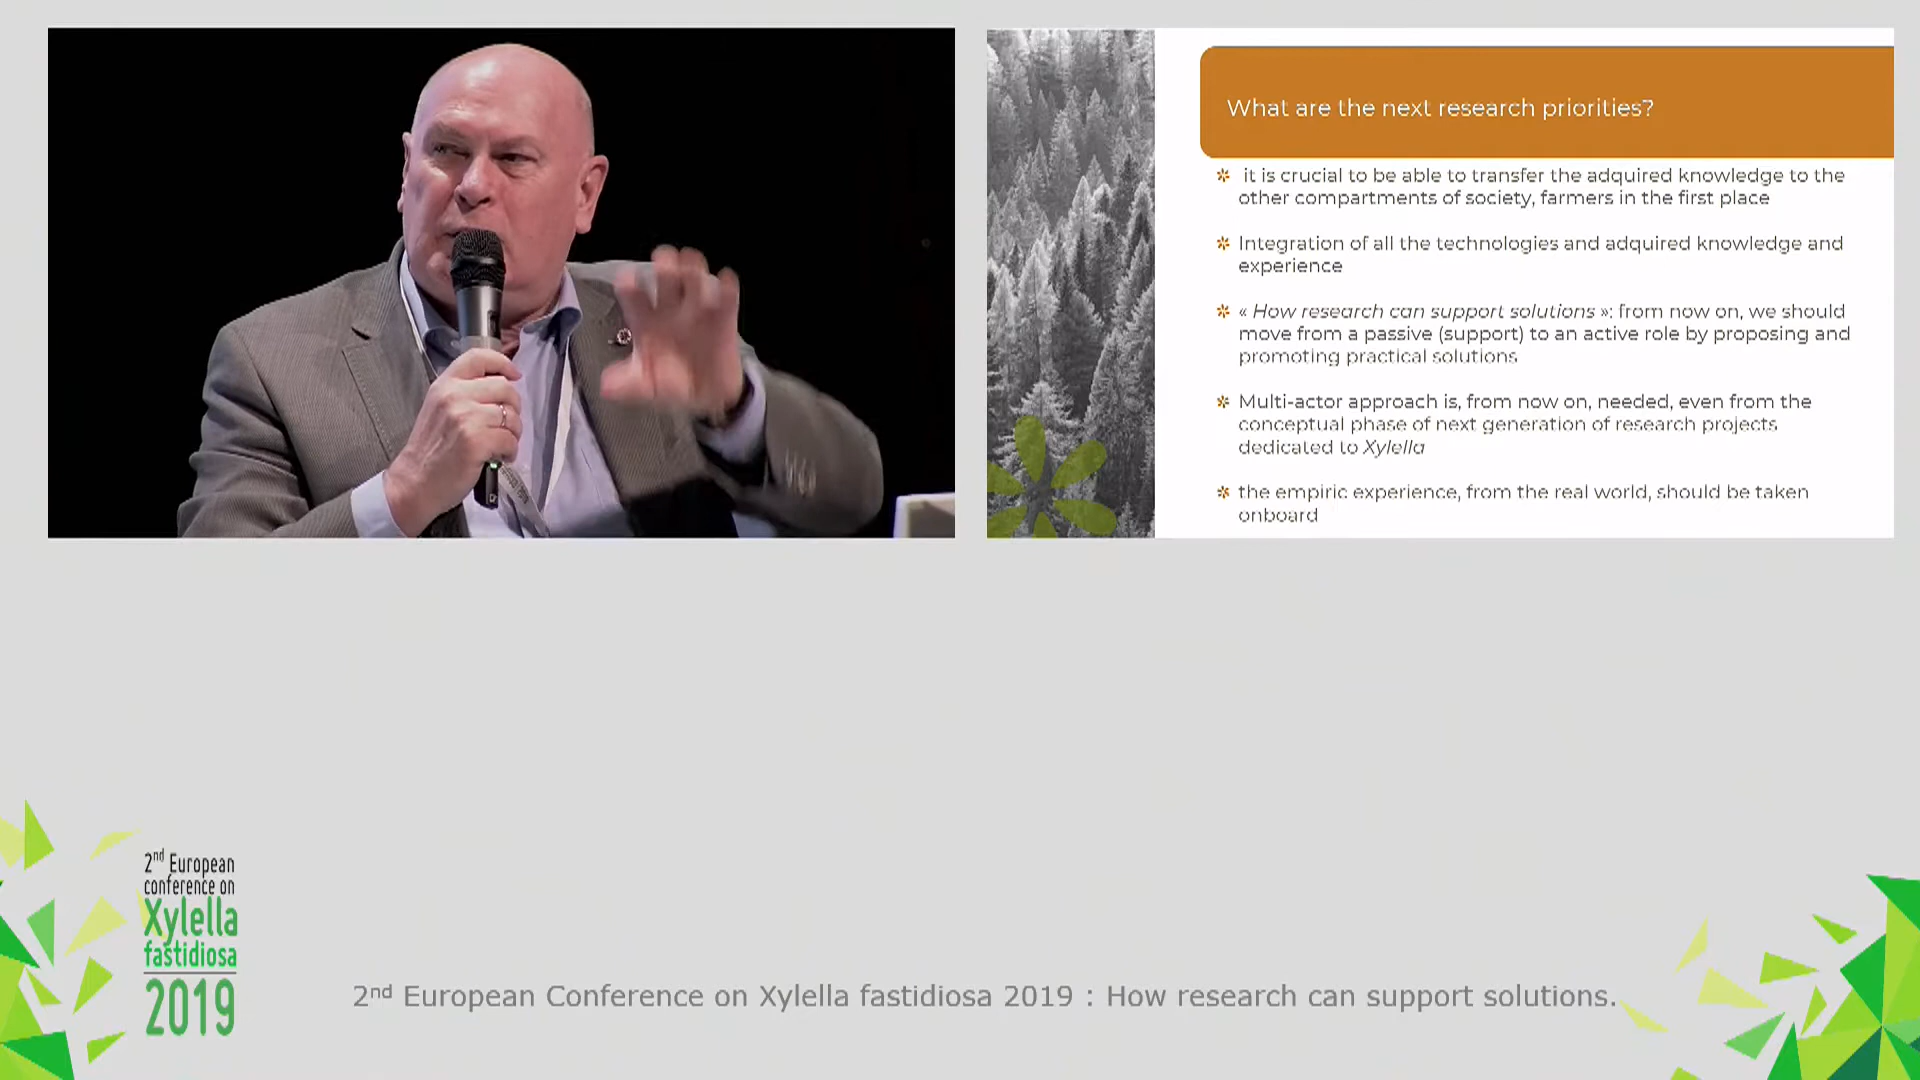 What are the next research priorities?
it is crucial to be able to transfer the adquired knowledge to the
other compartments of society, farmers in the first place
Integration of all the technologies and adquired knowledge and
experience
« How research can support solutions »: from now on, we should
move from a passive (support) to an active role by proposing and
promoting practical solutions
Multi-actor approach is, from now on, needed, even from the
conceptual phase of next generation of research projects
dedicated to Xylella
the empiric experience, from the real world, should be taken
onboard
2nd European
conference on
Xylella
fastidiosa
2019
2nd European Conference on Xylella fastidiosa 2019 : How research can support solutions.